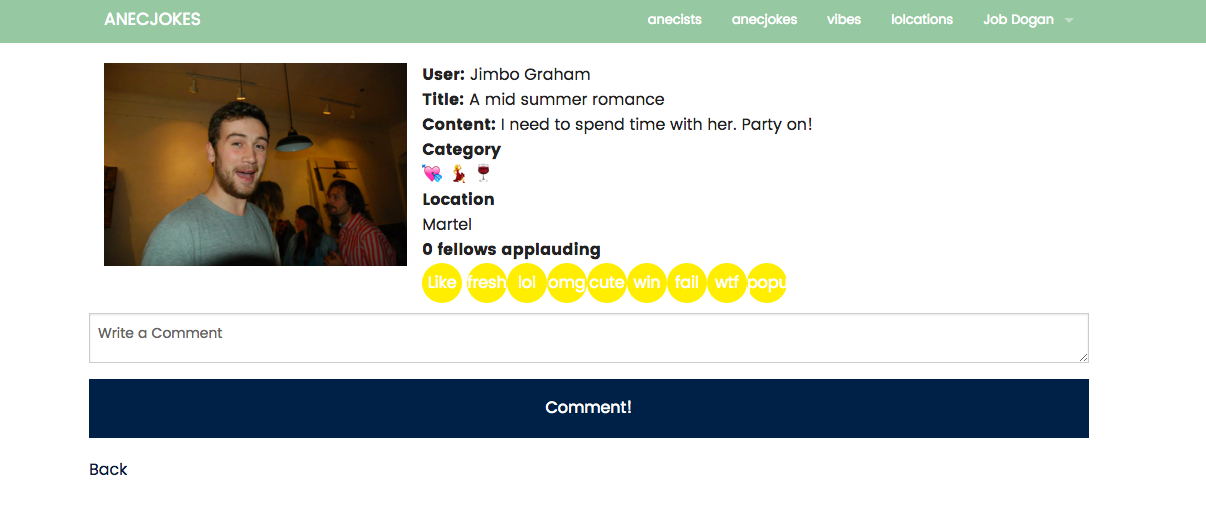 ANECJOKES anecists anecjokes vibes lolcations Job Dogan
User: Jimbo Graham
Title: A mid summer romance
Content: I need to spend time with her. Party on!
Category
💘 💃 🍷
Location
Martel
0 fellows applauding
Like fresh lol omg cute win fail wtf popu
Write a Comment
Comment!
Back